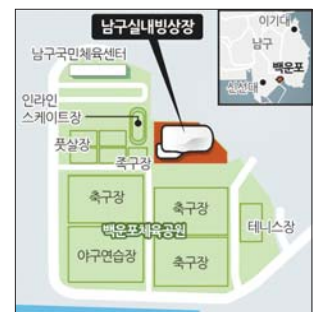 남구실내빙상장
이기대
남구
백운포
신선대
남구국민체육센터
인라인
스케이트장
풋살장
족구장
축구장
축구장
백운포체육공원
테니스장
야구연습장
축구장